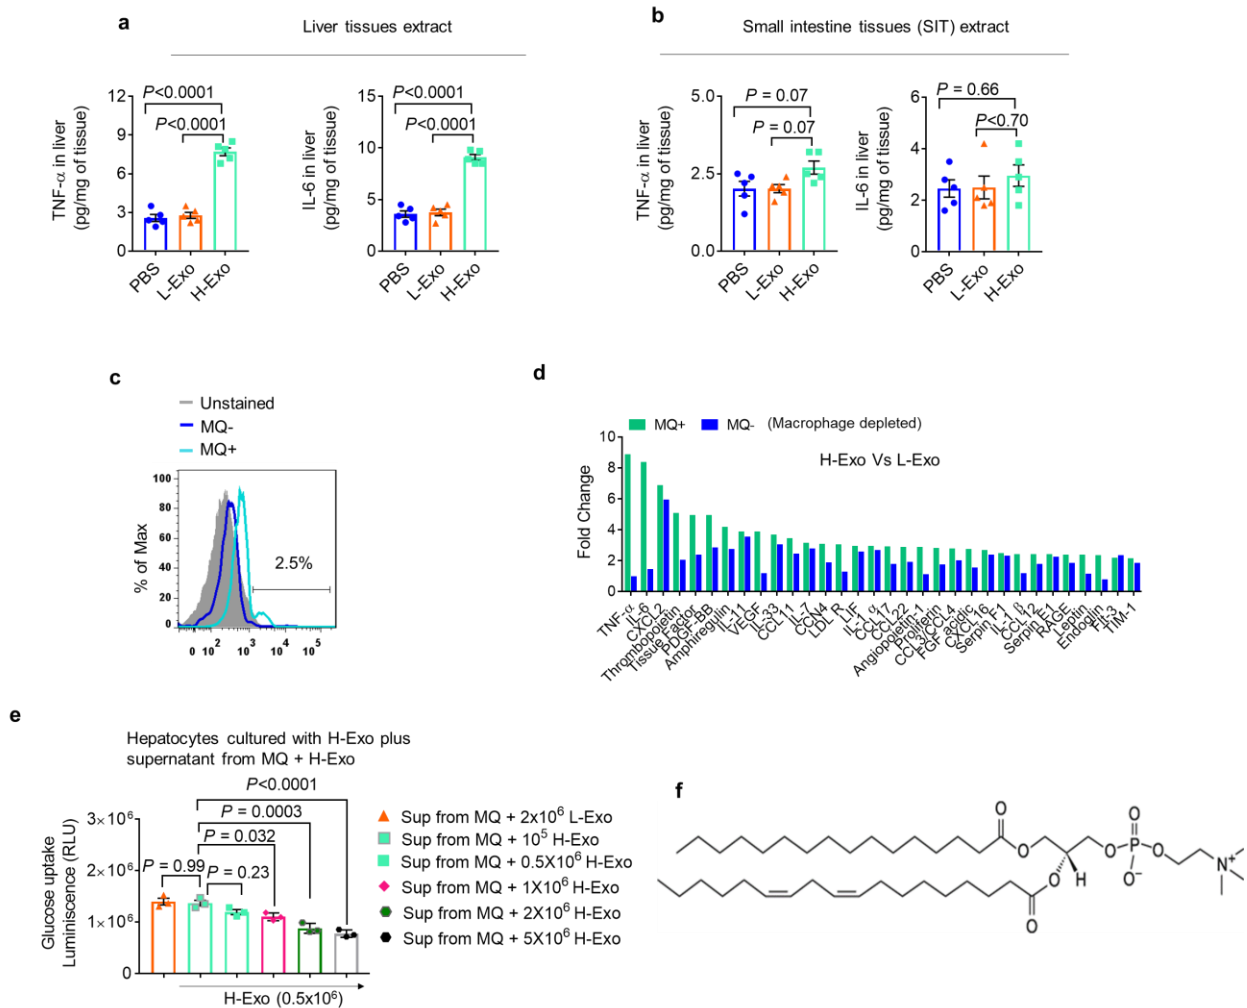 a
Liver tissues extract
P<0.0001
P<0.0001
TNF-α in liver
(pg/mg of tissue)
12
9
6
3
0
PBS
L-Exo
H-Exo
P<0.0001
P<0.0001
IL-6 in liver
(pg/mg of tissue)
15
10
5
0
PBS
L-Exo
H-Exo
b
Small intestine tissues (SIT) extract
P = 0.07
P = 0.07
TNF-α in liver
(pg/mg of tissue)
5.0
2.5
0.0
PBS
L-Exo
H-Exo
P = 0.66
P<0.70
IL-6 in liver
(pg/mg of tissue)
6
4
2
0
PBS
L-Exo
H-Exo
c
Unstained
MQ-
MQ+
% of Max
100
80
60
40
20
0
2.5%
0 10² 10³ 10⁴ 10⁵
d
MQ+ MQ- (Macrophage depleted)
H-Exo Vs L-Exo
Fold Change
10
8
6
4
2
0
TNF-α
IL-6
CXCL2
Thrombopoietin
Tissue Factor
PDGF-BB
Amphiregulin
IL-11
VEGF
IL-33
CCL11
IL-7
CCN4
LDL R
LIF
IL-1 α
CCL17
CCL22
Angiopoietin-1
Proliferin
CCL3/CCL4
FGF acidic
CXCL16
Serpin F1
IL-1 β
CCL12
Serpin E1
RAGE
Leptin
Endoglin
Flt-3
TIM-1
e
Hepatocytes cultured with H-Exo plus
supernatant from MQ + H-Exo
P<0.0001
P = 0.0003
P = 0.032
P = 0.99
P = 0.23
Glucose uptake
Luminiscence (RLU)
3×10⁶
2×10⁶
1×10⁶
0
H-Exo (0.5x10⁶)
Sup from MQ + 2x10⁶ L-Exo
Sup from MQ + 10⁵ H-Exo
Sup from MQ + 0.5X10⁶ H-Exo
Sup from MQ + 1X10⁶ H-Exo
Sup from MQ + 2X10⁶ H-Exo
Sup from MQ + 5X10⁶ H-Exo
f
O
O
O
P
O
O⁻
O
N⁺
H
O
O